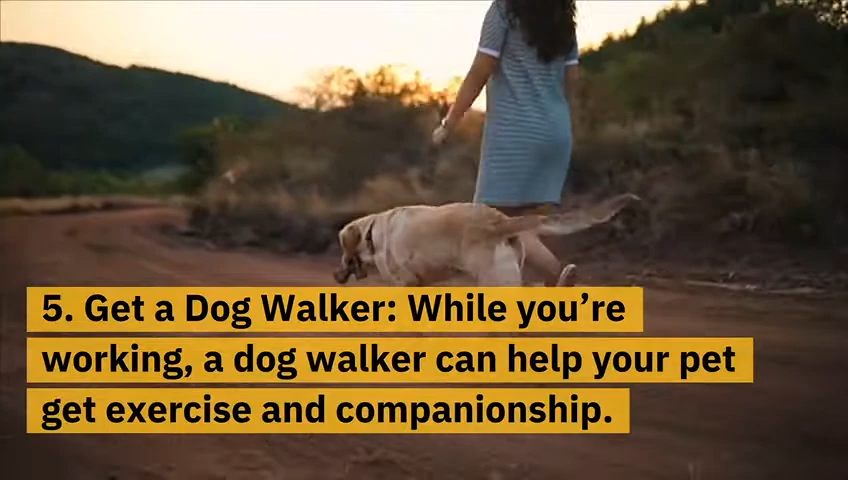 5. Get a Dog Walker: While you’re
working, a dog walker can help your pet
get exercise and companionship.